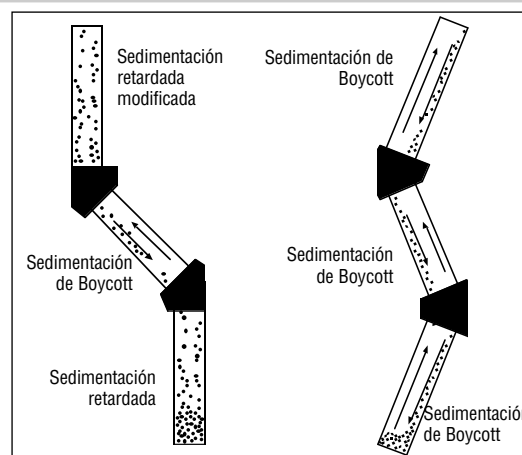 Sedimentación
retardada
modificada
Sedimentación
de Boycott
Sedimentación
retardada
Sedimentación de
Boycott
Sedimentación
de Boycott
Sedimentación
de Boycott